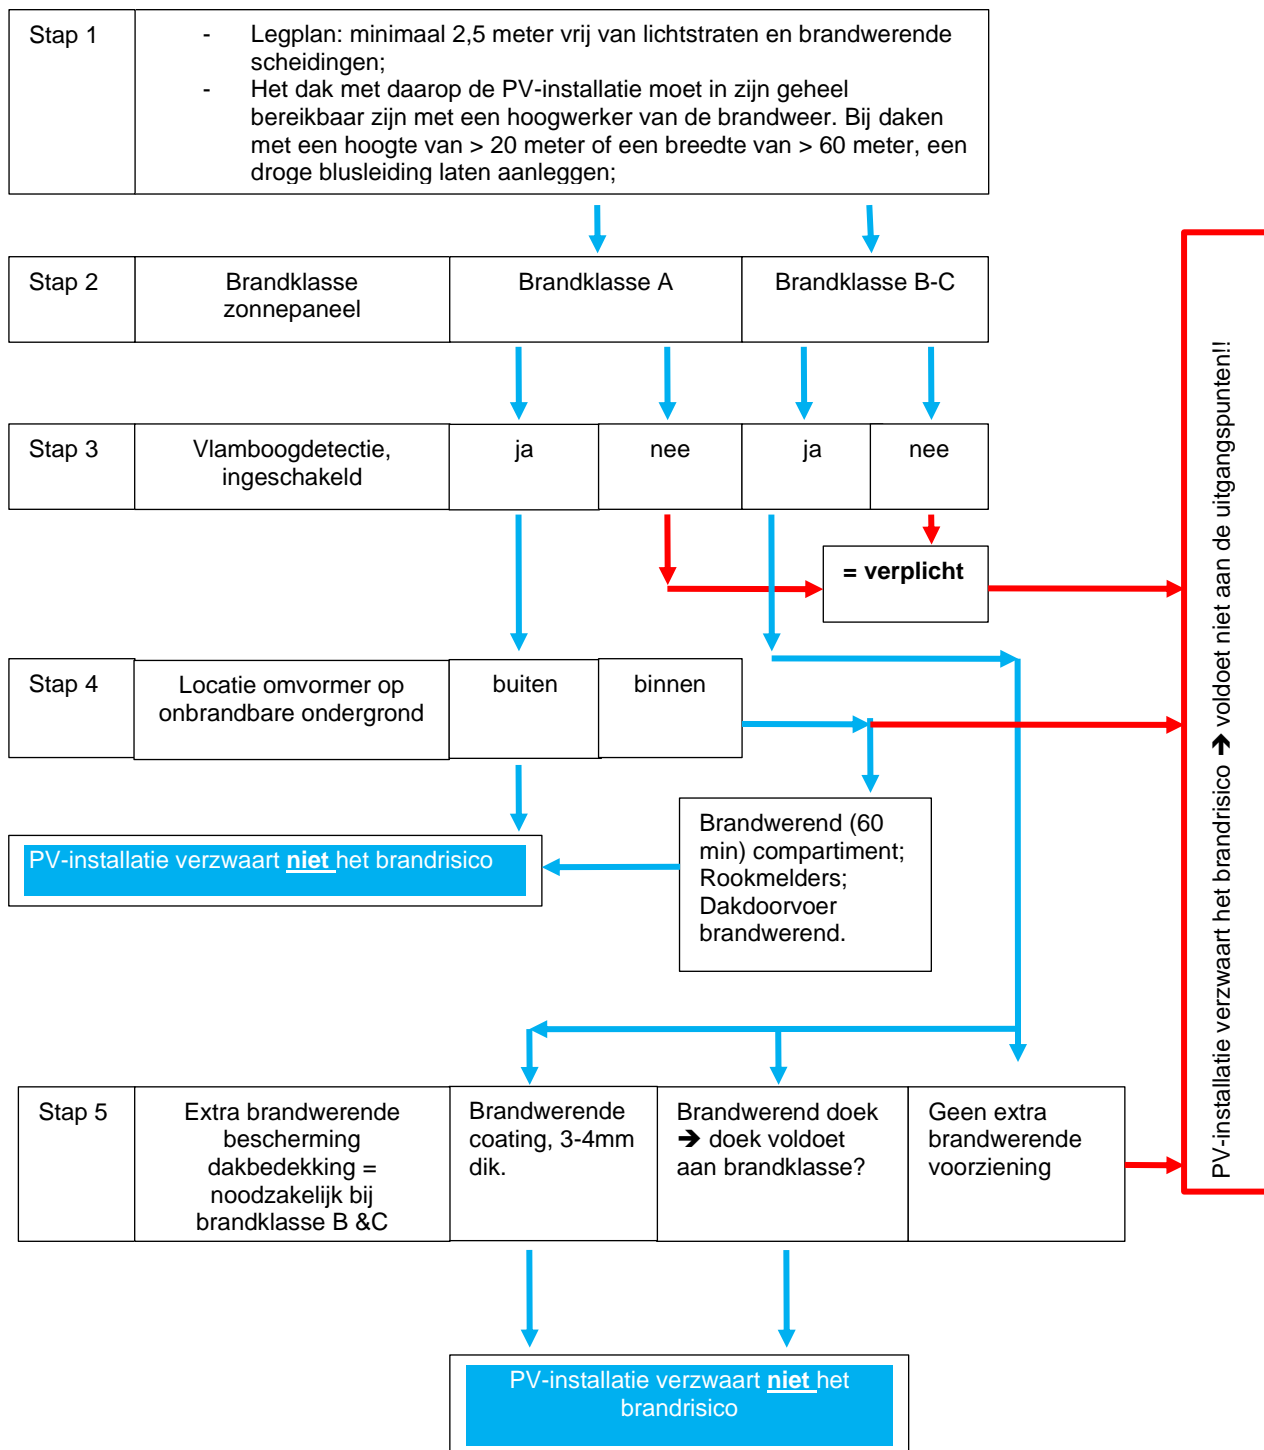 Stap 1
- Legplan: minimaal 2,5 meter vrij van lichtstraten en brandwerende
scheidingen;
- Het dak met daarop de PV-installatie moet in zijn geheel
bereikbaar zijn met een hoogwerker van de brandweer. Bij daken
met een hoogte van > 20 meter of een breedte van > 60 meter, een
droge blusleiding laten aanleggen;
Stap 2
Brandklasse
zonnepaneel
Brandklasse A
Brandklasse B-C
Stap 3
Vlamboogdetectie,
ingeschakeld
ja
nee
ja
nee
= verplicht
Stap 4
Locatie omvormer op
onbrandbare ondergrond
buiten
binnen
PV-installatie verzwaart niet het brandrisico
Brandwerend (60
min) compartiment;
Rookmelders;
Dakdoorvoer
brandwerend.
Stap 5
Extra brandwerende
bescherming
dakbedekking =
noodzakelijk bij
brandklasse B &C
Brandwerende
coating, 3-4mm
dik.
Brandwerend doek
➔ doek voldoet
aan brandklasse?
Geen extra
brandwerende
voorziening
PV-installatie verzwaart niet het
brandrisico
PV-installatie verzwaart het brandrisico ➔ voldoet niet aan de uitgangspunten!!